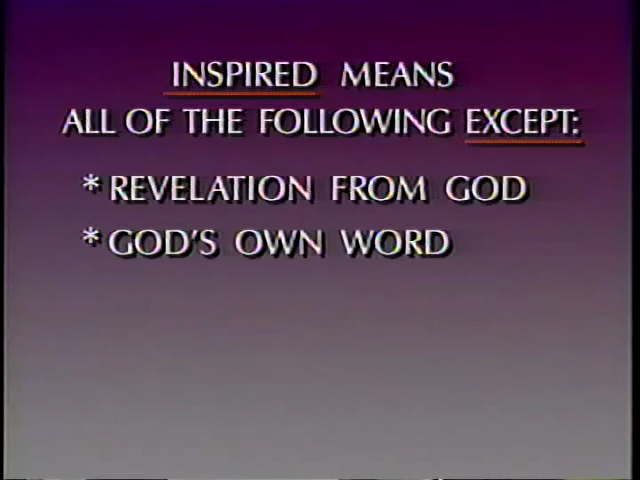 INSPIRED MEANS
ALL OF THE FOLLOWING EXCEPT:
* REVELATION FROM GOD
* GOD'S OWN WORD